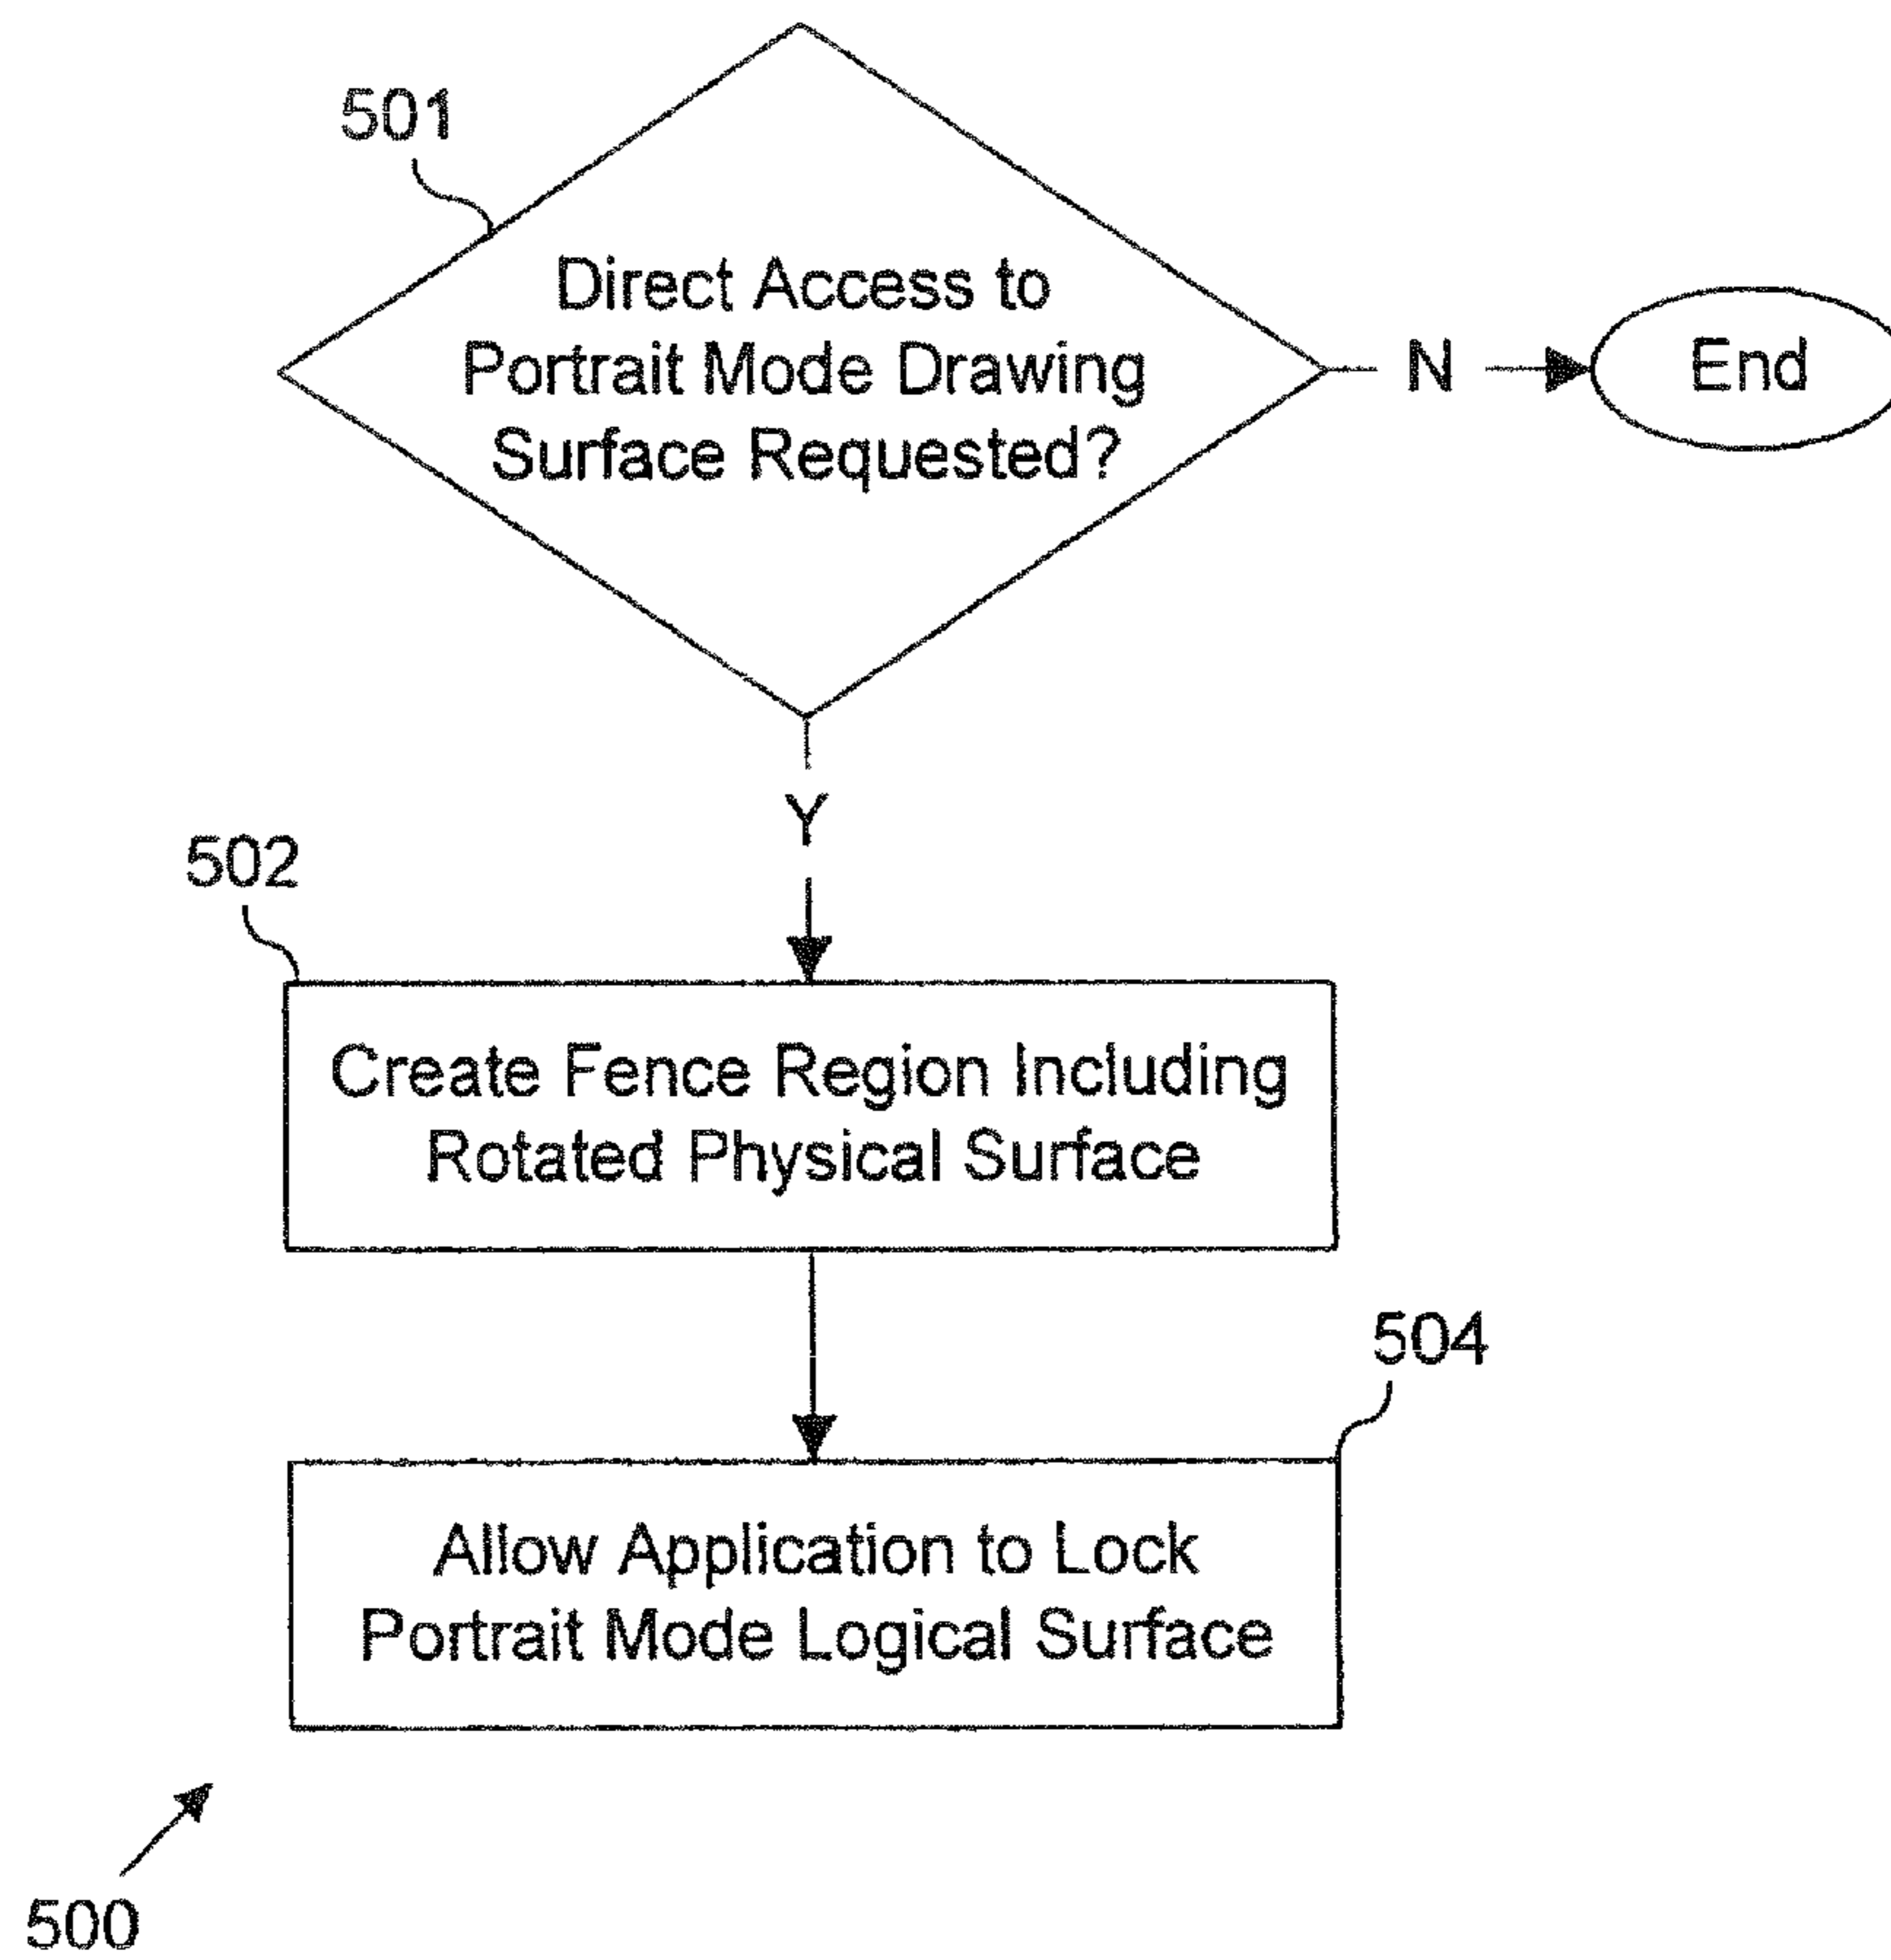 501
Direct Access to
Portrait Mode Drawing
Surface Requested?
N
End
Y
502
Create Fence Region Including
Rotated Physical Surface
504
Allow Application to Lock
Portrait Mode Logical Surface
500